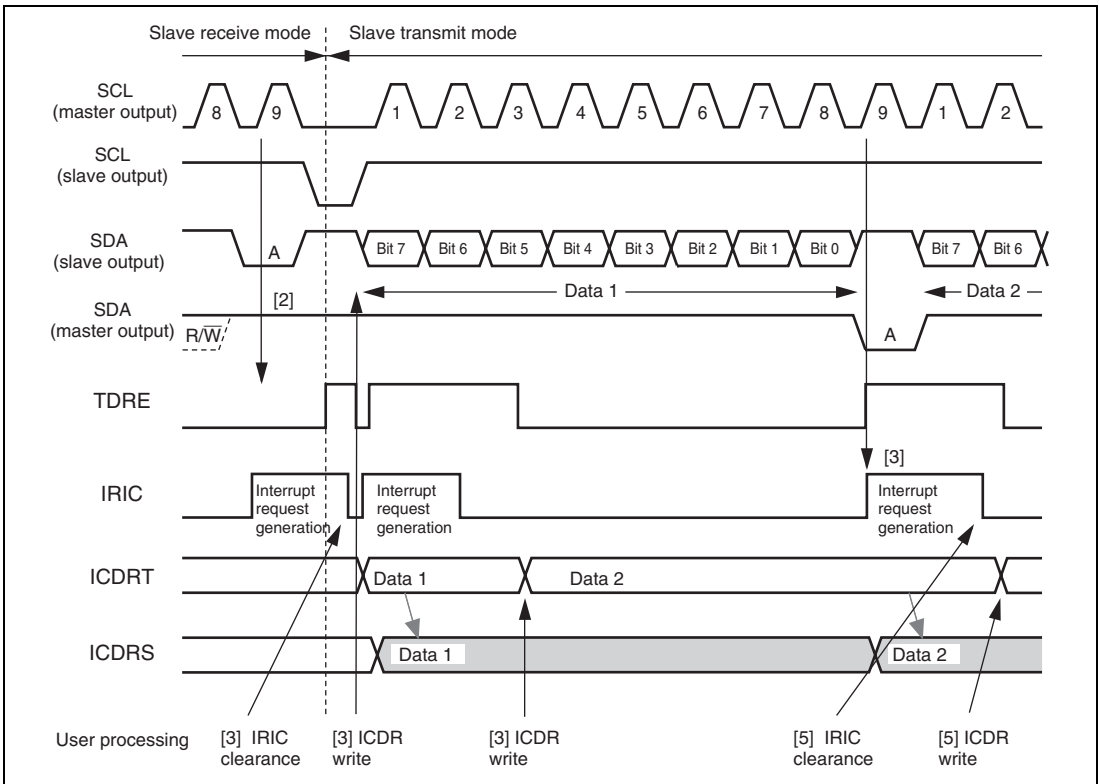 Slave receive mode Slave transmit mode
SCL
(master output)
8 9 1 2 3 4 5 6 7 8 9 1 2
SCL
(slave output)
SDA
(slave output)
A Bit 7 Bit 6 Bit 5 Bit 4 Bit 3 Bit 2 Bit 1 Bit 0 Bit 7 Bit 6
[2] Data 1 Data 2
SDA
(master output)
R/W̅ A
TDRE
[3]
IRIC
Interrupt
request
generation
Interrupt
request
generation
Interrupt
request
generation
ICDRT
Data 1 Data 2
ICDRS
Data 1 Data 2
User processing
[3] IRIC
clearance
[3] ICDR
write
[3] ICDR
write
[5] IRIC
clearance
[5] ICDR
write